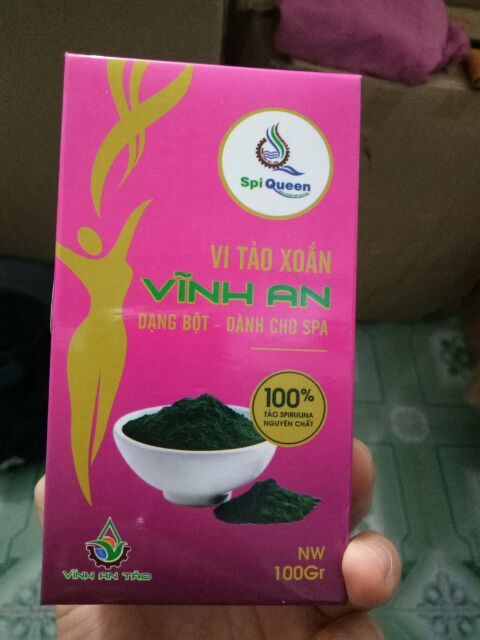 Spi Queen
VI TẢO XOẮN
VĨNH AN
DẠNG BỘT - DÀNH CHO SPA
100%
TẢO SPIRULINA
NGUYÊN CHẤT
VĨNH AN TẢO
NW
100Gr